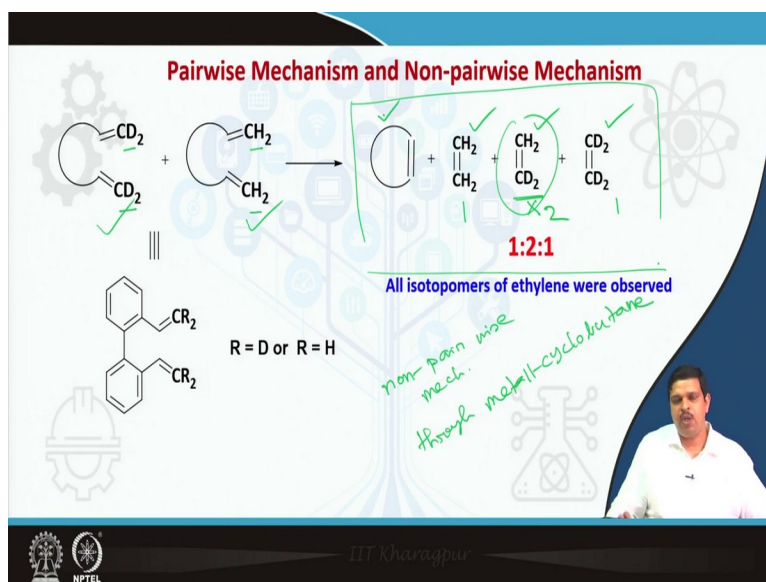 Pairwise Mechanism and Non-pairwise Mechanism
CD2
CD2
+
CH2
CH2
+
CH2
CH2
+
CH2
CD2
+
CD2
CD2
1
x 2
1
1:2:1
All isotopomers of ethylene were observed
CR2
CR2
R = D or R = H
non-pair wise
mech.
through metall-cyclobutane
IIT Kharagpur
NPTEL